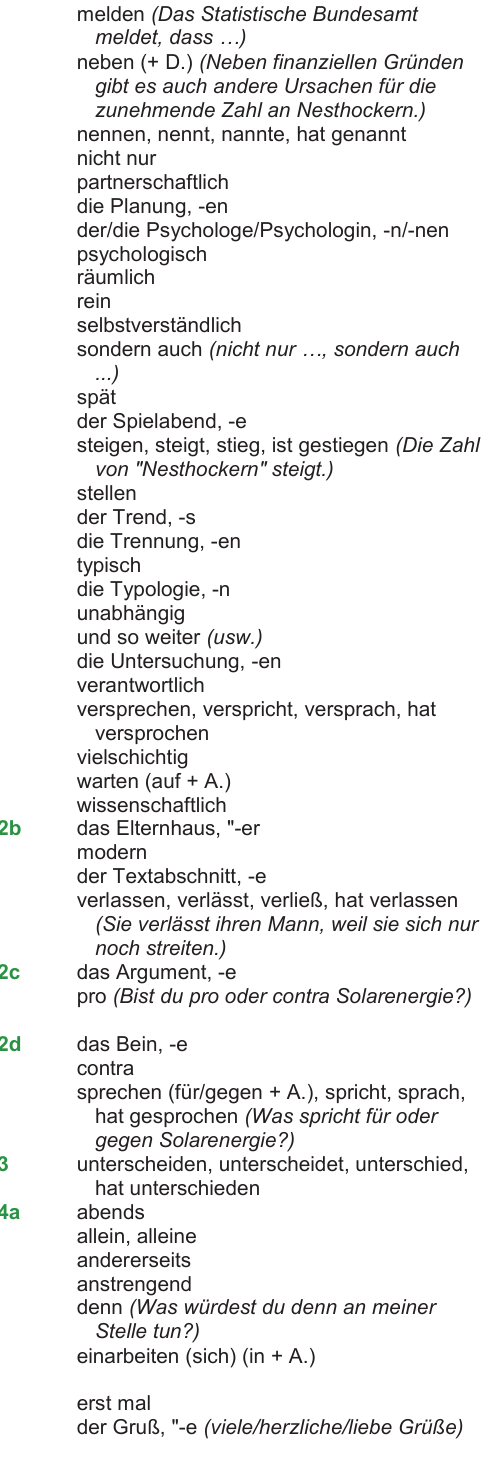 melden (Das Statistische Bundesamt
meldet, dass …)
neben (+ D.) (Neben finanziellen Gründen
gibt es auch andere Ursachen für die
zunehmende Zahl an Nesthockern.)
nennen, nennt, nannte, hat genannt
nicht nur
partnerschaftlich
die Planung, -en
der/die Psychologe/Psychologin, -n/-nen
psychologisch
räumlich
rein
selbstverständlich
sondern auch (nicht nur …, sondern auch
...)
spät
der Spielabend, -e
steigen, steigt, stieg, ist gestiegen (Die Zahl
von "Nesthockern" steigt.)
stellen
der Trend, -s
die Trennung, -en
typisch
die Typologie, -n
unabhängig
und so weiter (usw.)
die Untersuchung, -en
verantwortlich
versprechen, verspricht, versprach, hat
versprochen
vielschichtig
warten (auf + A.)
wissenschaftlich
2b das Elternhaus, "-er
modern
der Textabschnitt, -e
verlassen, verlässt, verließ, hat verlassen
(Sie verlässt ihren Mann, weil sie sich nur
noch streiten.)
2c das Argument, -e
pro (Bist du pro oder contra Solarenergie?)
2d das Bein, -e
contra
sprechen (für/gegen + A.), spricht, sprach,
hat gesprochen (Was spricht für oder
gegen Solarenergie?)
3 unterscheiden, unterscheidet, unterschied,
hat unterschieden
4a abends
allein, alleine
andererseits
anstrengend
denn (Was würdest du denn an meiner
Stelle tun?)
einarbeiten (sich) (in + A.)
erst mal
der Gruß, "-e (viele/herzliche/liebe Grüße)